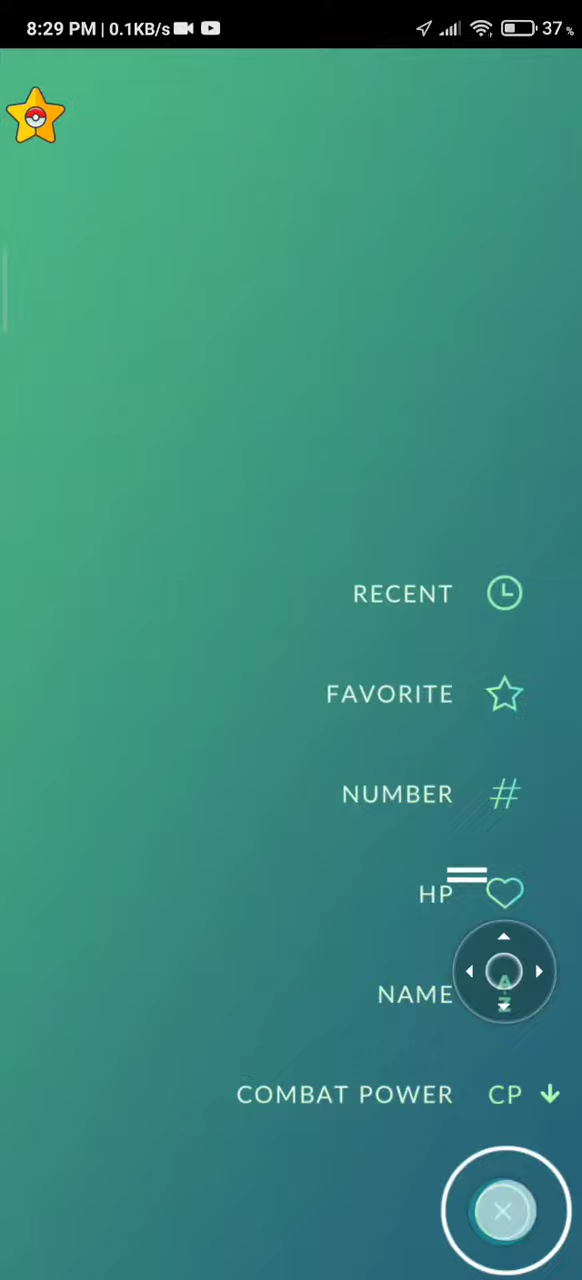 8:29 PM | 0.1KB/s 37%
RECENT
FAVORITE
NUMBER #
HP
NAME A Z
COMBAT POWER CP